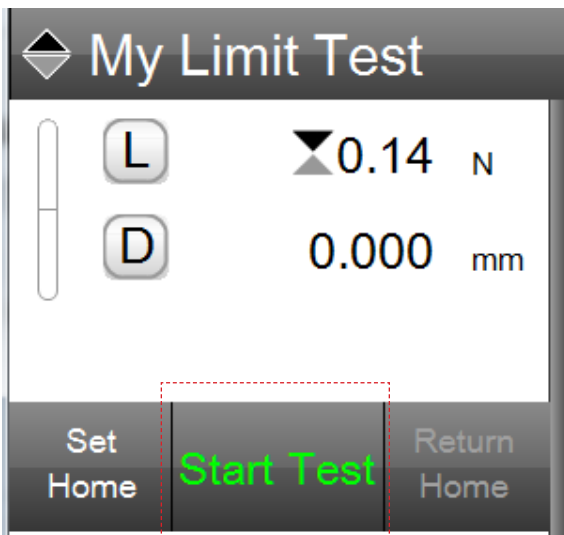 My Limit Test
L 0.14 N
D 0.000 mm
Set Home
Start Test
Return Home